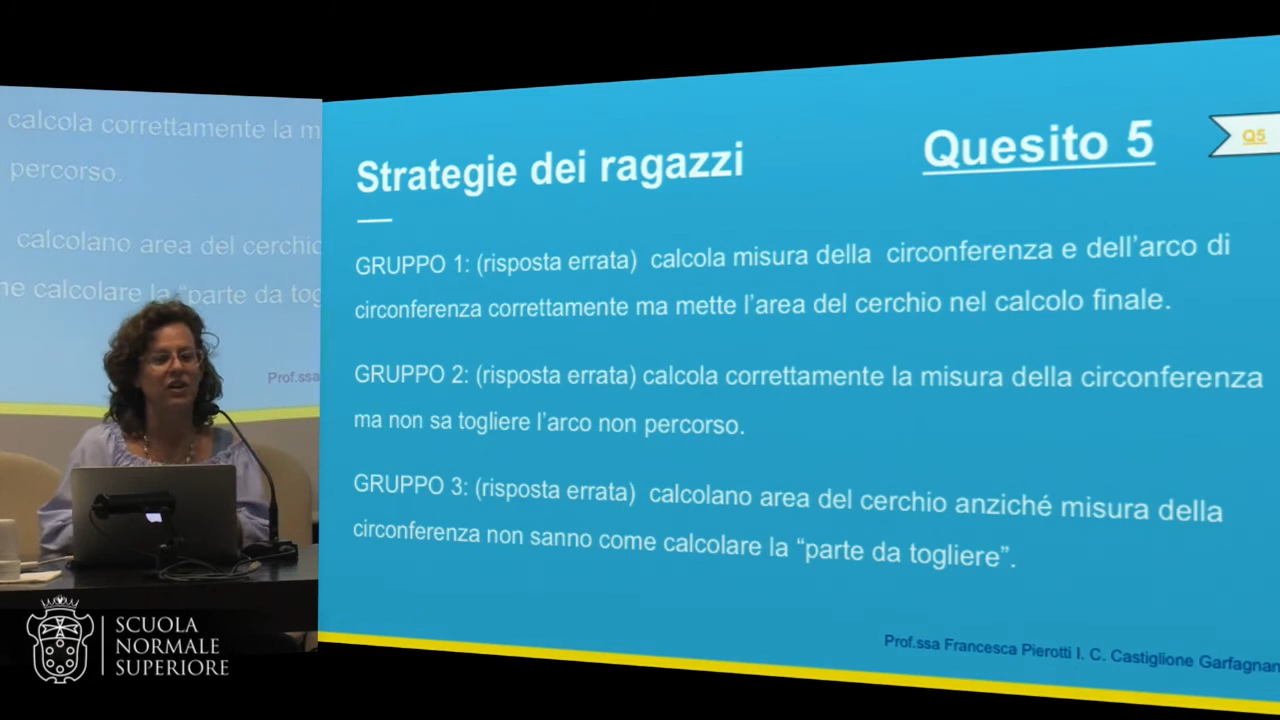 calcola correttamente la m
percorso.
calcolano area del cerchio
ne calcolare la "parte da tog
Prof.ssa
Strategie dei ragazzi
Quesito 5
Q5
GRUPPO 1: (risposta errata) calcola misura della circonferenza e dell'arco di
circonferenza correttamente ma mette l'area del cerchio nel calcolo finale.
GRUPPO 2: (risposta errata) calcola correttamente la misura della circonferenza
ma non sa togliere l'arco non percorso.
GRUPPO 3: (risposta errata) calcolano area del cerchio anziché misura della
circonferenza non sanno come calcolare la “parte da togliere”.
Prof.ssa Francesca Pierotti I. C. Castiglione Garfagnan
SCUOLA
NORMALE
SUPERIORE